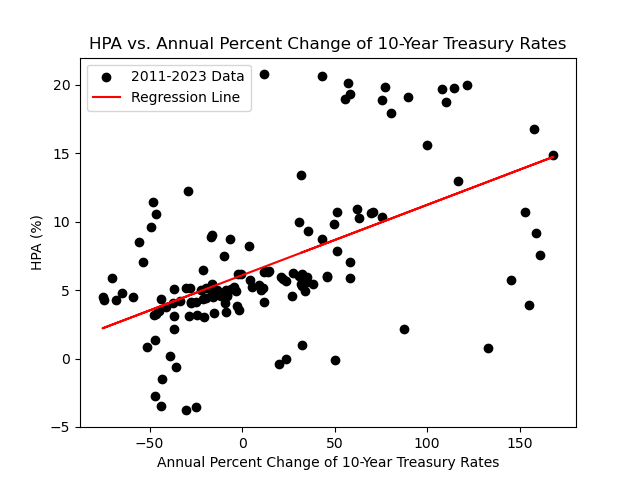 HPA vs. Annual Percent Change of 10-Year Treasury Rates
2011-2023 Data
Regression Line
HPA (%)
20
15
10
5
0
−5
−50
0
50
100
150
Annual Percent Change of 10-Year Treasury Rates